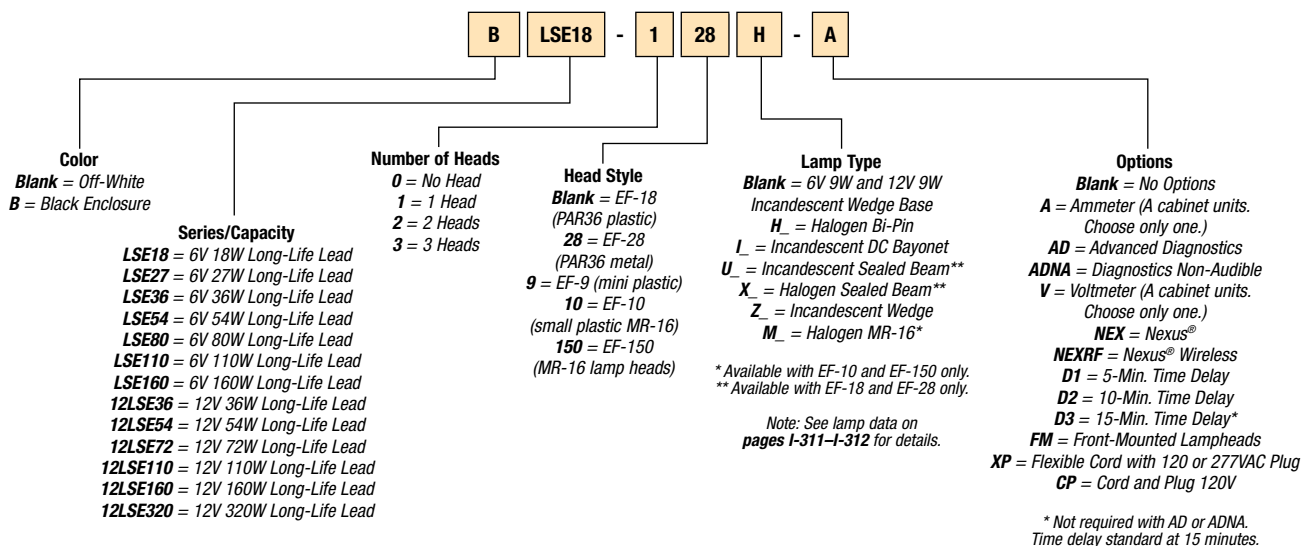 B LSE18 - 1 28 H - A
Color
Blank = Off-White
B = Black Enclosure
Series/Capacity
LSE18 = 6V 18W Long-Life Lead
LSE27 = 6V 27W Long-Life Lead
LSE36 = 6V 36W Long-Life Lead
LSE54 = 6V 54W Long-Life Lead
LSE80 = 6V 80W Long-Life Lead
LSE110 = 6V 110W Long-Life Lead
LSE160 = 6V 160W Long-Life Lead
12LSE36 = 12V 36W Long-Life Lead
12LSE54 = 12V 54W Long-Life Lead
12LSE72 = 12V 72W Long-Life Lead
12LSE110 = 12V 110W Long-Life Lead
12LSE160 = 12V 160W Long-Life Lead
12LSE320 = 12V 320W Long-Life Lead
Number of Heads
0 = No Head
1 = 1 Head
2 = 2 Heads
3 = 3 Heads
Head Style
Blank = EF-18
(PAR36 plastic)
28 = EF-28
(PAR36 metal)
9 = EF-9 (mini plastic)
10 = EF-10
(small plastic MR-16)
150 = EF-150
(MR-16 lamp heads)
Lamp Type
Blank = 6V 9W and 12V 9W
Incandescent Wedge Base
H_ = Halogen Bi-Pin
I_ = Incandescent DC Bayonet
U_ = Incandescent Sealed Beam**
X_ = Halogen Sealed Beam**
Z_ = Incandescent Wedge
M_ = Halogen MR-16*
* Available with EF-10 and EF-150 only.
** Available with EF-18 and EF-28 only.
Note: See lamp data on
pages I-311–I-312 for details.
Options
Blank = No Options
A = Ammeter (A cabinet units.
Choose only one.)
AD = Advanced Diagnostics
ADNA = Diagnostics Non-Audible
V = Voltmeter (A cabinet units.
Choose only one.)
NEX = Nexus®
NEXRF = Nexus® Wireless
D1 = 5-Min. Time Delay
D2 = 10-Min. Time Delay
D3 = 15-Min. Time Delay*
FM = Front-Mounted Lampheads
XP = Flexible Cord with 120 or 277VAC Plug
CP = Cord and Plug 120V
* Not required with AD or ADNA.
Time delay standard at 15 minutes.